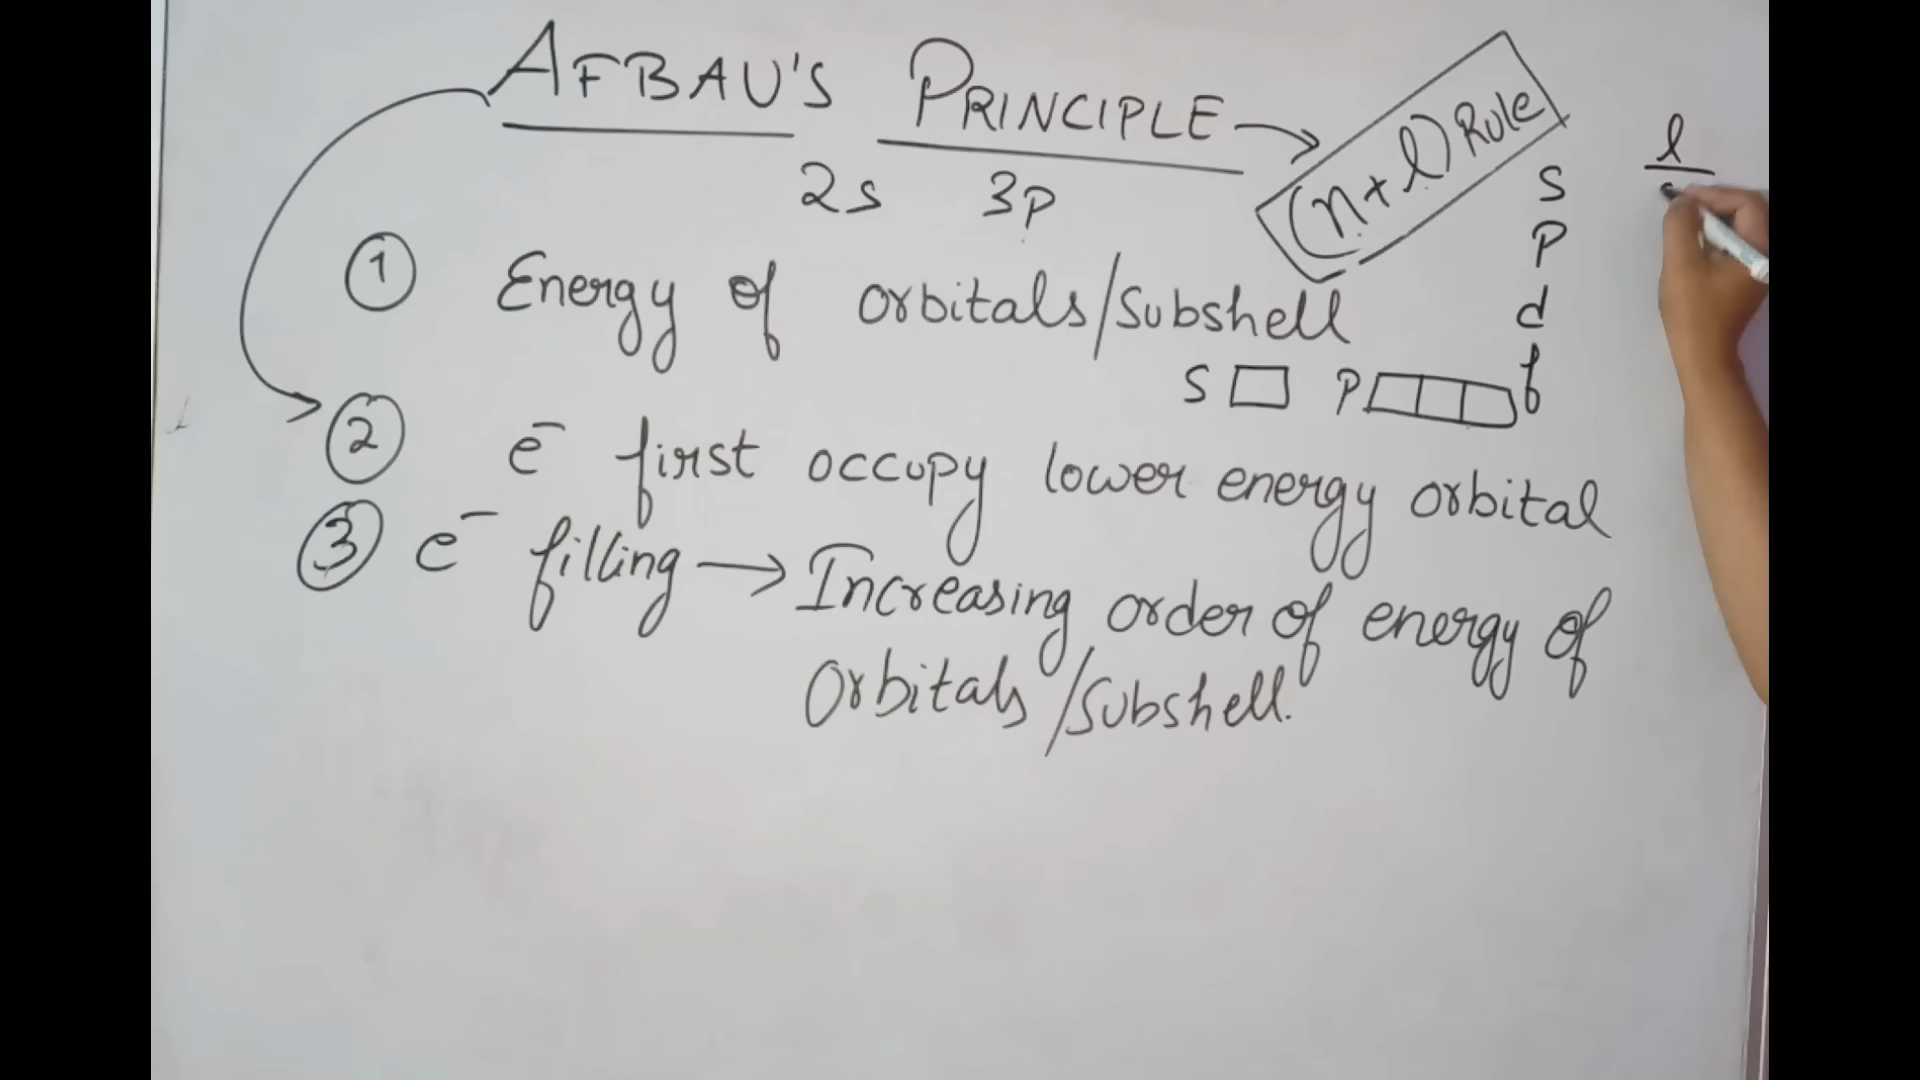 AFBAU'S PRINCIPLE → (n+l) Rule
2s 3p
① Energy of orbitals/Subshell
s p
② e⁻ first occupy lower energy orbital
③ e⁻ filling → Increasing order of energy of
Orbitals/Subshell.
s
p
d
f
l